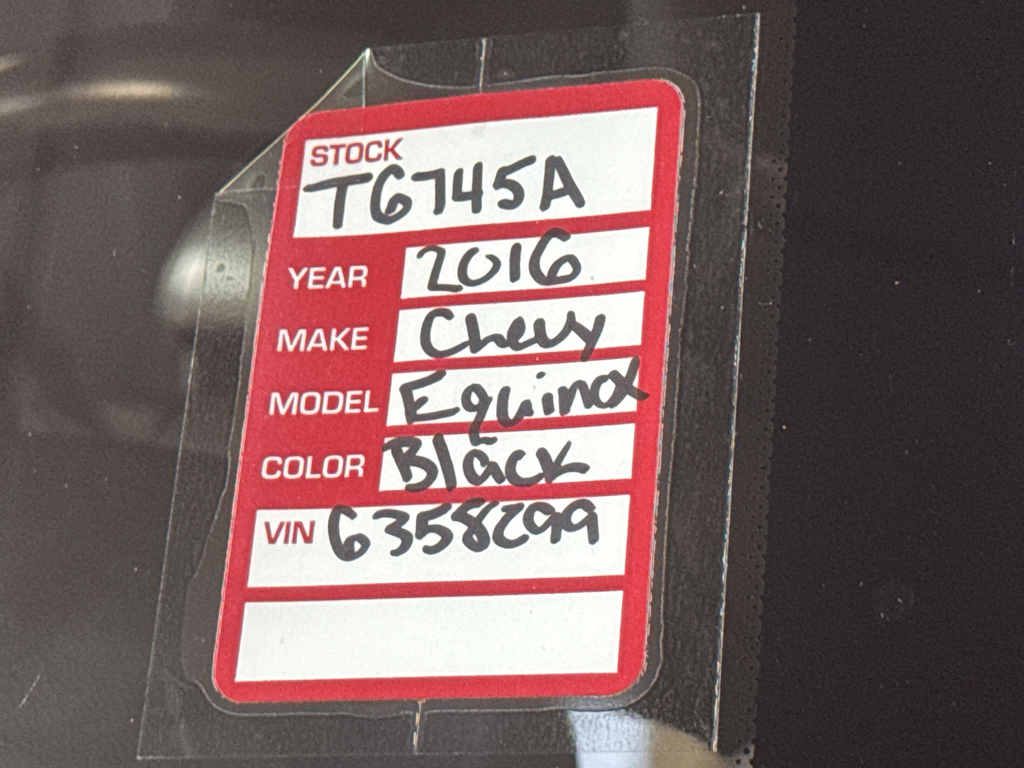 STOCK
T6745A
YEAR 2016
MAKE Chevy
MODEL Equinox
COLOR Black
VIN 6358299